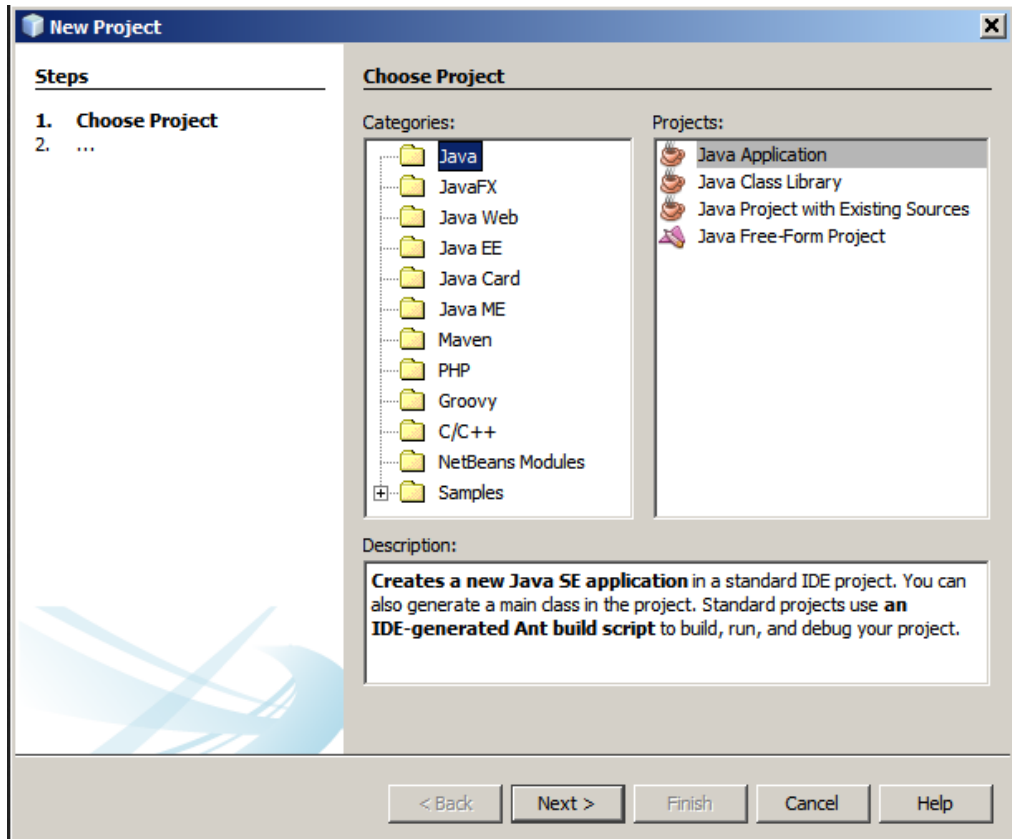 New Project
Steps
1. Choose Project
2. ...
Choose Project
Categories:
Java
JavaFX
Java Web
Java EE
Java Card
Java ME
Maven
PHP
Groovy
C/C++
NetBeans Modules
Samples
Projects:
Java Application
Java Class Library
Java Project with Existing Sources
Java Free-Form Project
Description:
Creates a new Java SE application in a standard IDE project. You can
also generate a main class in the project. Standard projects use an
IDE-generated Ant build script to build, run, and debug your project.
< Back
Next >
Finish
Cancel
Help